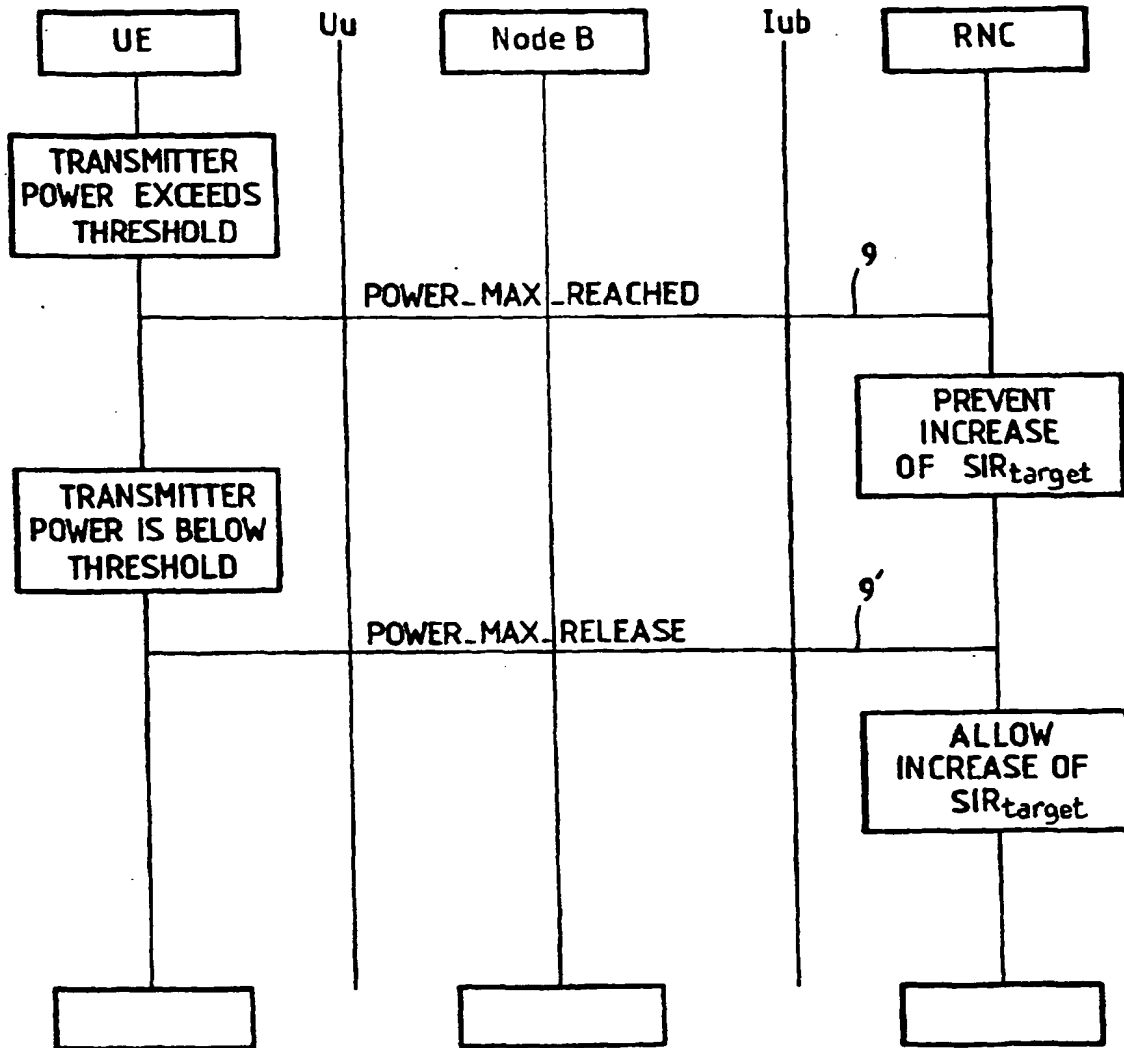 UE
Uu
Node B
Iub
RNC
TRANSMITTER
POWER EXCEEDS
THRESHOLD
9
POWER_MAX_REACHED
PREVENT
INCREASE
OF SIRtarget
TRANSMITTER
POWER IS BELOW
THRESHOLD
9'
POWER_MAX_RELEASE
ALLOW
INCREASE OF
SIRtarget